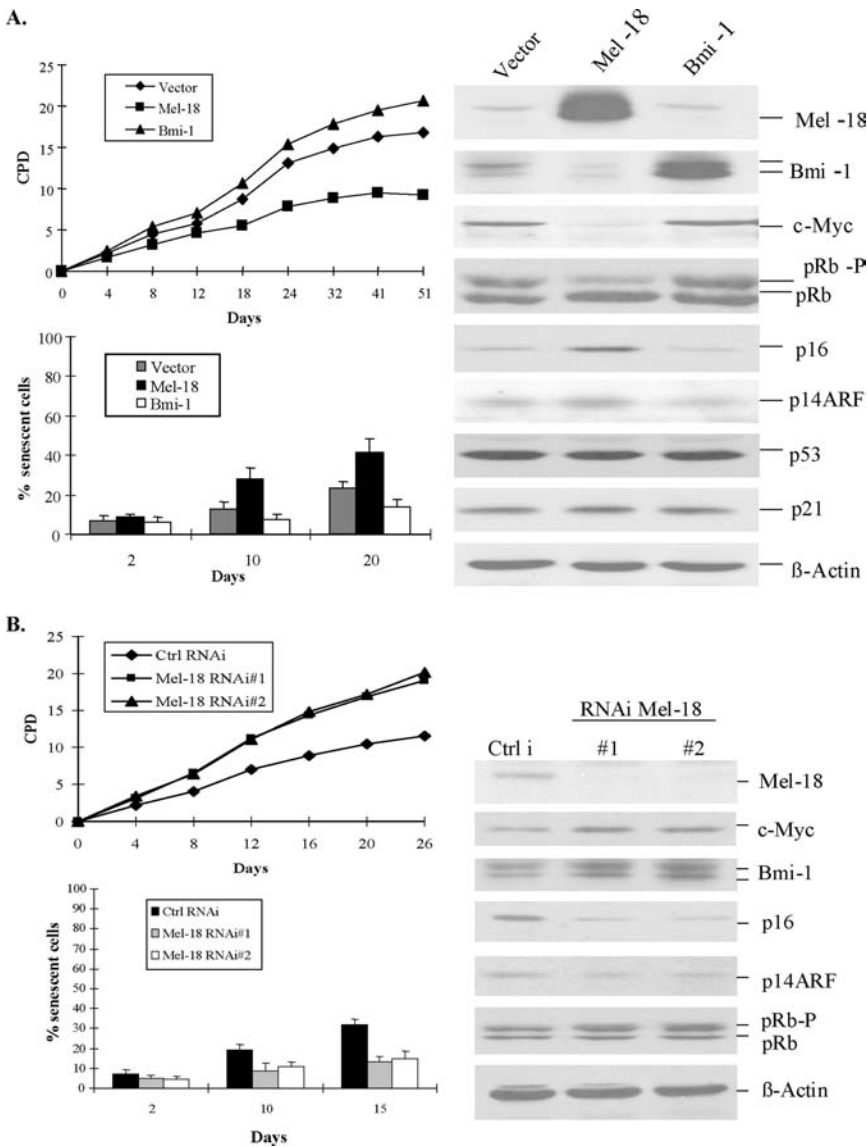 A.
Vector
Mel-18
Bmi-1
25
20
15
10
5
0
CPD
0 4 8 12 18 24 32 41 51
Days
100
80
60
40
20
0
% senescent cells
Vector
Mel-18
Bmi-1
2 10 20
Days
Vector Mel -18 Bmi -1
Mel -18
Bmi -1
c-Myc
pRb -P
pRb
p16
p14ARF
p53
p21
ß-Actin
B.
Ctrl RNAi
Mel-18 RNAi#1
Mel-18 RNAi#2
25
20
15
10
5
0
CPD
0 4 8 12 16 20 26
Days
100
90
80
70
60
50
40
30
20
10
0
% senescent cells
Ctrl RNAi
Mel-18 RNAi#1
Mel-18 RNAi#2
2 10 15
Days
RNAi Mel-18
Ctrl i #1 #2
Mel-18
c-Myc
Bmi-1
p16
p14ARF
pRb-P
pRb
ß-Actin